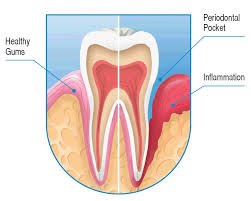 Healthy
Gums
Periodontal
Pocket
Inflammation